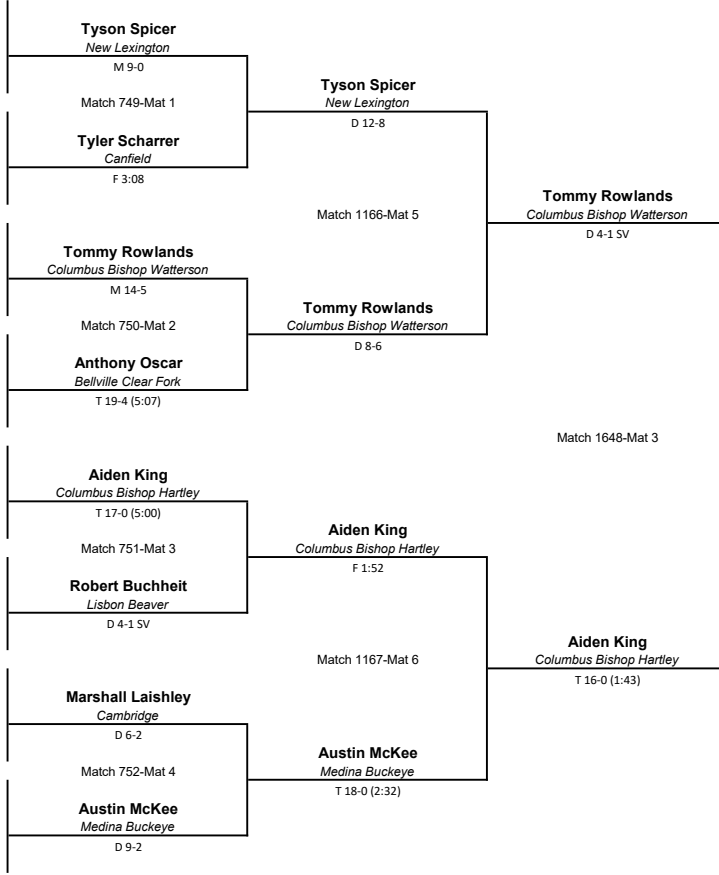 Tyson Spicer
New Lexington
M 9-0
Match 749-Mat 1
Tyler Scharrer
Canfield
F 3:08
Tommy Rowlands
Columbus Bishop Watterson
M 14-5
Match 750-Mat 2
Anthony Oscar
Bellville Clear Fork
T 19-4 (5:07)
Aiden King
Columbus Bishop Hartley
T 17-0 (5:00)
Match 751-Mat 3
Robert Buchheit
Lisbon Beaver
D 4-1 SV
Marshall Laishley
Cambridge
D 6-2
Match 752-Mat 4
Austin McKee
Medina Buckeye
D 9-2
Tyson Spicer
New Lexington
D 12-8
Match 1166-Mat 5
Tommy Rowlands
Columbus Bishop Watterson
D 8-6
Aiden King
Columbus Bishop Hartley
F 1:52
Match 1167-Mat 6
Austin McKee
Medina Buckeye
T 18-0 (2:32)
Tommy Rowlands
Columbus Bishop Watterson
D 4-1 SV
Match 1648-Mat 3
Aiden King
Columbus Bishop Hartley
T 16-0 (1:43)